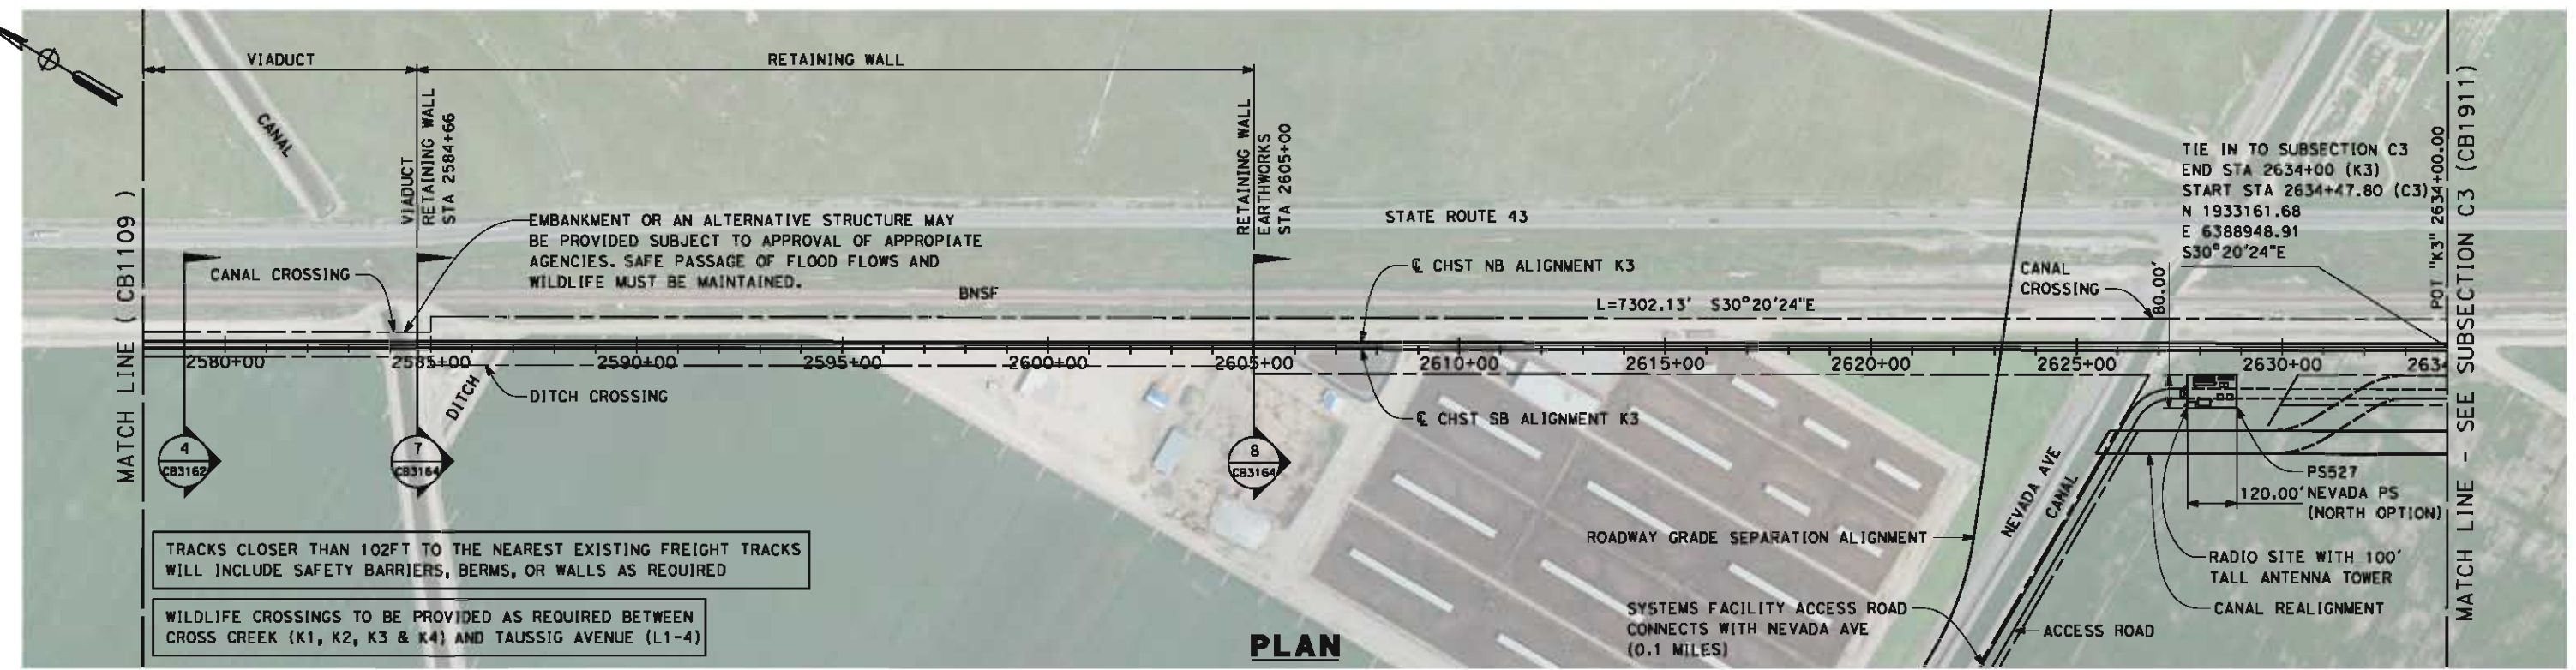 VIADUCT
RETAINING WALL
CANAL
VIADUCT
RETAINING WALL
STA 2584+66
RETAINING WALL
EARTHWORKS
STA 2605+00
MATCH LINE ( CB1109 )
CANAL CROSSING
EMBANKMENT OR AN ALTERNATIVE STRUCTURE MAY
BE PROVIDED SUBJECT TO APPROVAL OF APPROPIATE
AGENCIES. SAFE PASSAGE OF FLOOD FLOWS AND
WILDLIFE MUST BE MAINTAINED.
BNSF
STATE ROUTE 43
℄ CHST NB ALIGNMENT K3
L=7302.13' S30°20'24"E
CANAL
CROSSING
80.00'
TIE IN TO SUBSECTION C3
END STA 2634+00 (K3)
START STA 2634+47.80 (C3)
N 1933161.68
E 6388948.91
S30°20'24"E
POT "K3" 2634+00.00
MATCH LINE - SEE SUBSECTION C3 (CB1911)
2580+00
2585+00
2590+00
2595+00
2600+00
2605+00
2610+00
2615+00
2620+00
2625+00
2630+00
2634
DITCH
DITCH CROSSING
℄ CHST SB ALIGNMENT K3
4
CB3162
7
CB3164
8
CB3164
NEVADA AVE
CANAL
PS527
120.00' NEVADA PS
(NORTH OPTION)
ROADWAY GRADE SEPARATION ALIGNMENT
RADIO SITE WITH 100'
TALL ANTENNA TOWER
CANAL REALIGNMENT
ACCESS ROAD
SYSTEMS FACILITY ACCESS ROAD
CONNECTS WITH NEVADA AVE
(0.1 MILES)
TRACKS CLOSER THAN 102FT TO THE NEAREST EXISTING FREIGHT TRACKS
WILL INCLUDE SAFETY BARRIERS, BERMS, OR WALLS AS REQUIRED
WILDLIFE CROSSINGS TO BE PROVIDED AS REQUIRED BETWEEN
CROSS CREEK (K1, K2, K3 & K4) AND TAUSSIG AVENUE (L1-4)
PLAN